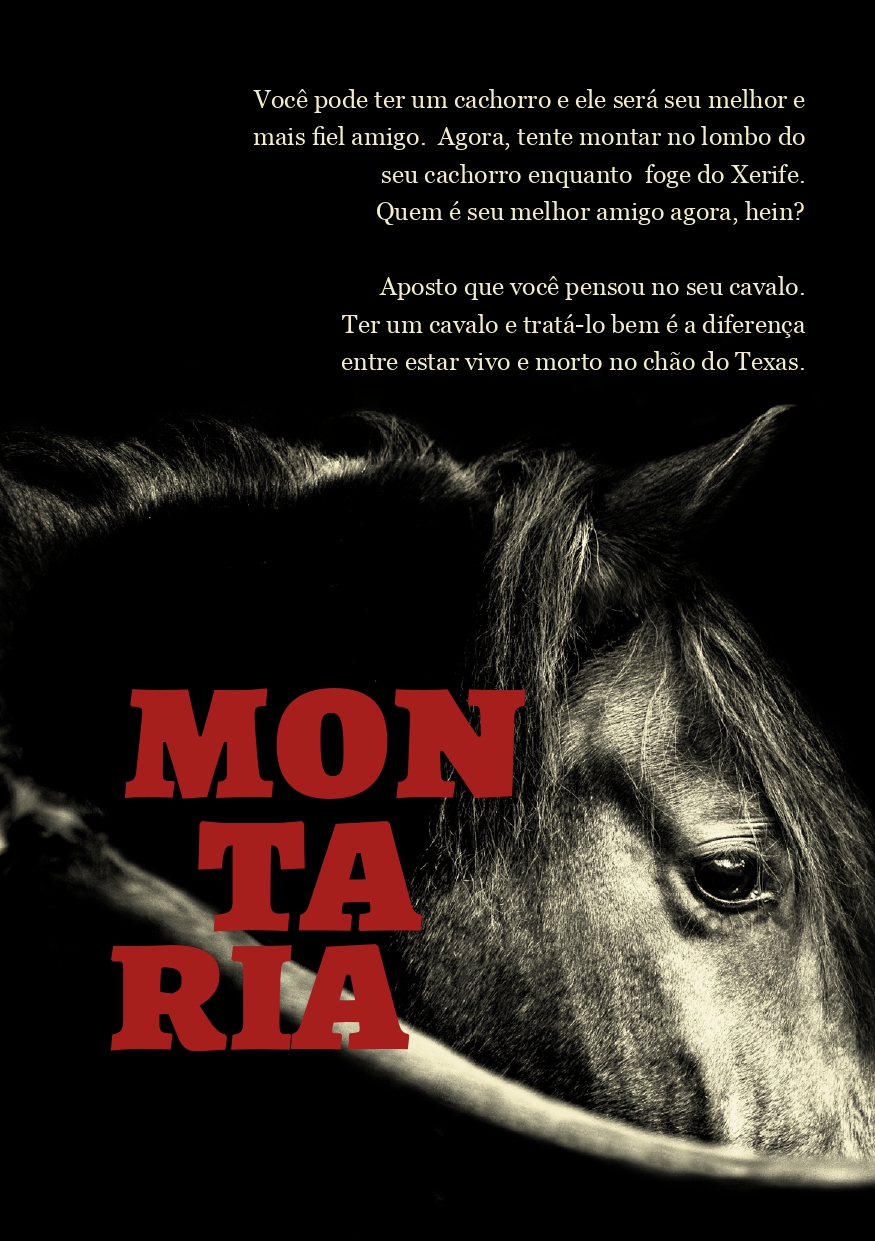 Você pode ter um cachorro e ele será seu melhor e
mais fiel amigo.  Agora, tente montar no lombo do
seu cachorro enquanto  foge do Xerife.
Quem é seu melhor amigo agora, hein?
Aposto que você pensou no seu cavalo.
Ter um cavalo e tratá-lo bem é a diferença
entre estar vivo e morto no chão do Texas.
MON
TA
RIA